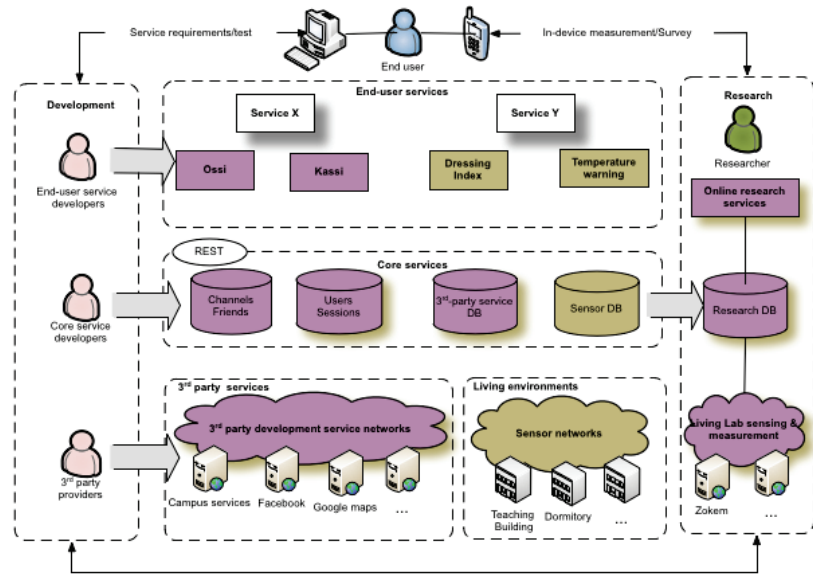 Service requirements/test
In-device measurement/Survey
End user
Development
End-user services
Research
Service X
Service Y
Researcher
Ossi
Kassi
Dressing
Index
Temperature
warning
End-user service
developers
Online research
services
REST
Core services
Channels
Friends
Users
Sessions
3rd-party service
DB
Sensor DB
Research DB
Core service
developers
3rd party services
Living environments
3rd party development service networks
Sensor networks
Living Lab sensing &
measurement
3rd party
providers
Campus services
Facebook
Google maps
...
Teaching
Building
Dormitory
...
Zokem
...